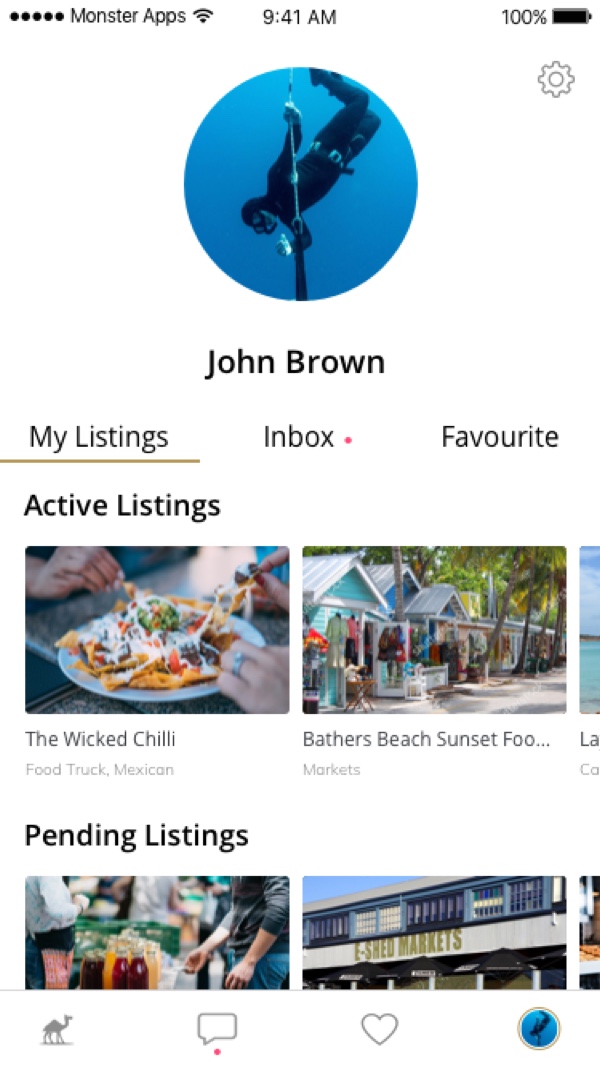 Monster Apps 9:41 AM 100%
John Brown
My Listings Inbox Favourite
Active Listings
The Wicked Chilli Bathers Beach Sunset Foo... La
Food Truck, Mexican Markets Ca
Pending Listings
E-SHED MARKETS